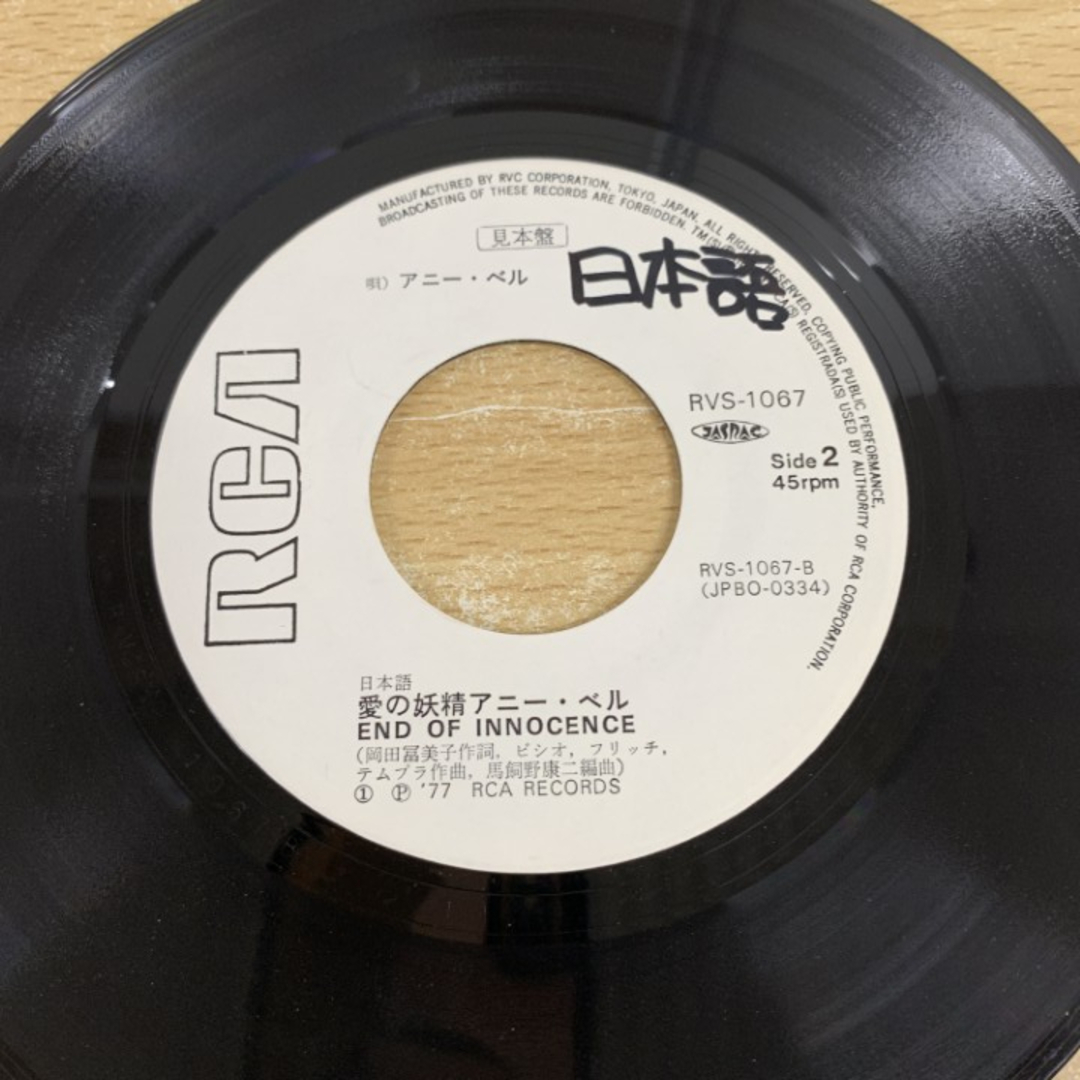 MANUFACTURED BY RVC CORPORATION, TOKYO, JAPAN. ALL RIGHTS RESERVED. COPYING PUBLIC PERFORMANCE,
BROADCASTING OF THESE RECORDS ARE FORBIDDEN. TM(S) REGISTRADA(S) USED BY AUTHORITY OF RCA CORPORATION.
見本盤
日本語
唄) アニー・ベル
RCA
RVS-1067
JASRAC
Side 2
45rpm
RVS-1067-B
(JPBO-0334)
日本語
愛の妖精アニー・ベル
END OF INNOCENCE
(岡田冨美子作詞, ビシオ, フリッチ,
テムプラ作曲, 馬飼野康二編曲)
① Ⓟ '77 RCA RECORDS